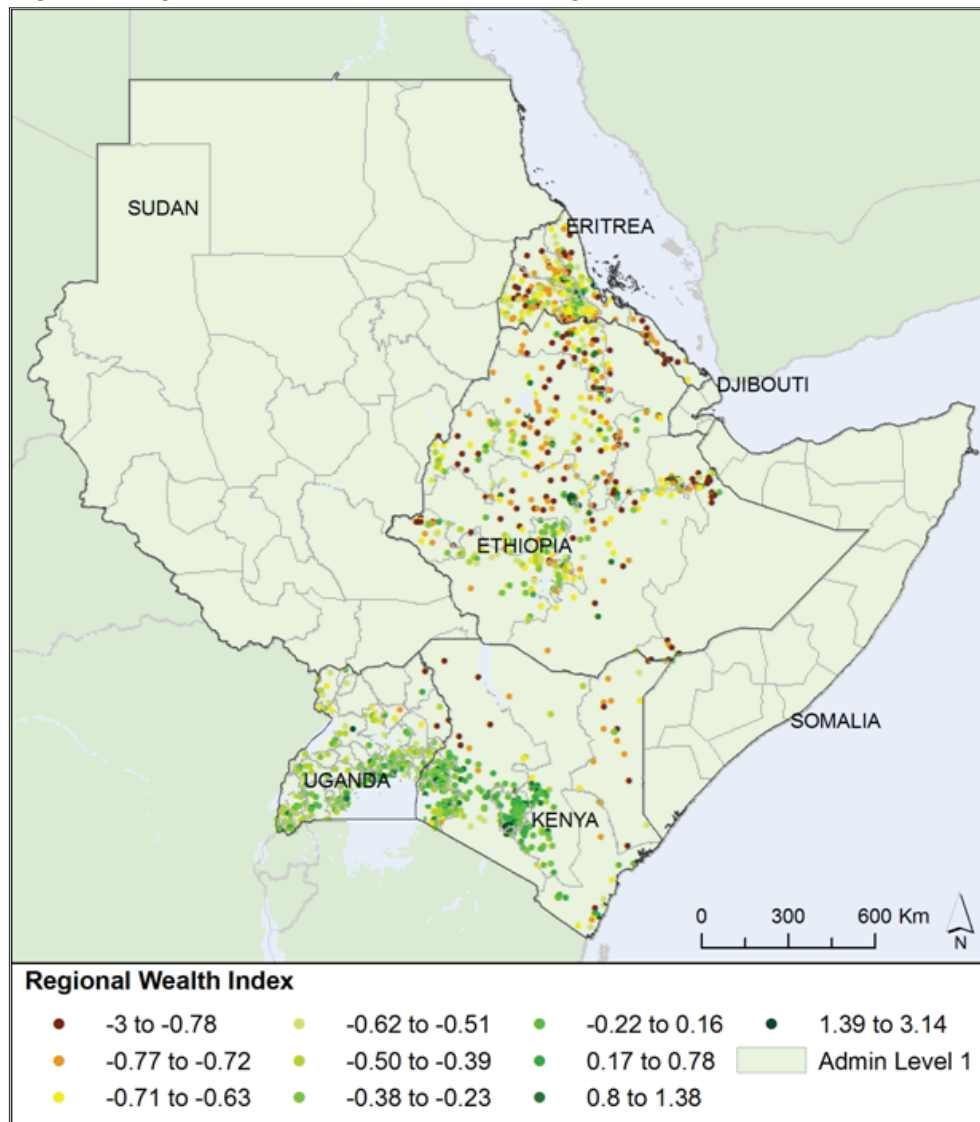 SUDAN
ERITREA
DJIBOUTI
ETHIOPIA
SOMALIA
UGANDA
KENYA
0 300 600 Km
N
Regional Wealth Index
-3 to -0.78 -0.62 to -0.51 -0.22 to 0.16 1.39 to 3.14
-0.77 to -0.72 -0.50 to -0.39 0.17 to 0.78 Admin Level 1
-0.71 to -0.63 -0.38 to -0.23 0.8 to 1.38